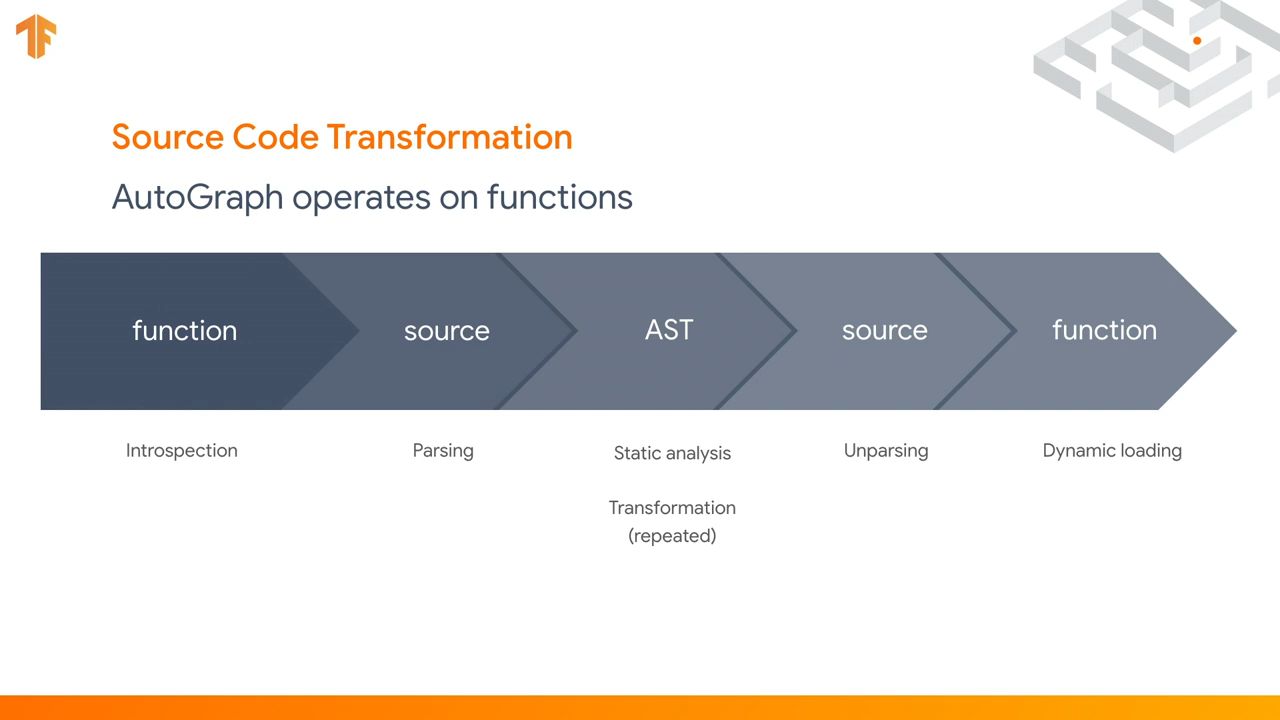 Source Code Transformation
AutoGraph operates on functions
function
source
AST
source
function
Introspection
Parsing
Static analysis
Unparsing
Dynamic loading
Transformation
(repeated)